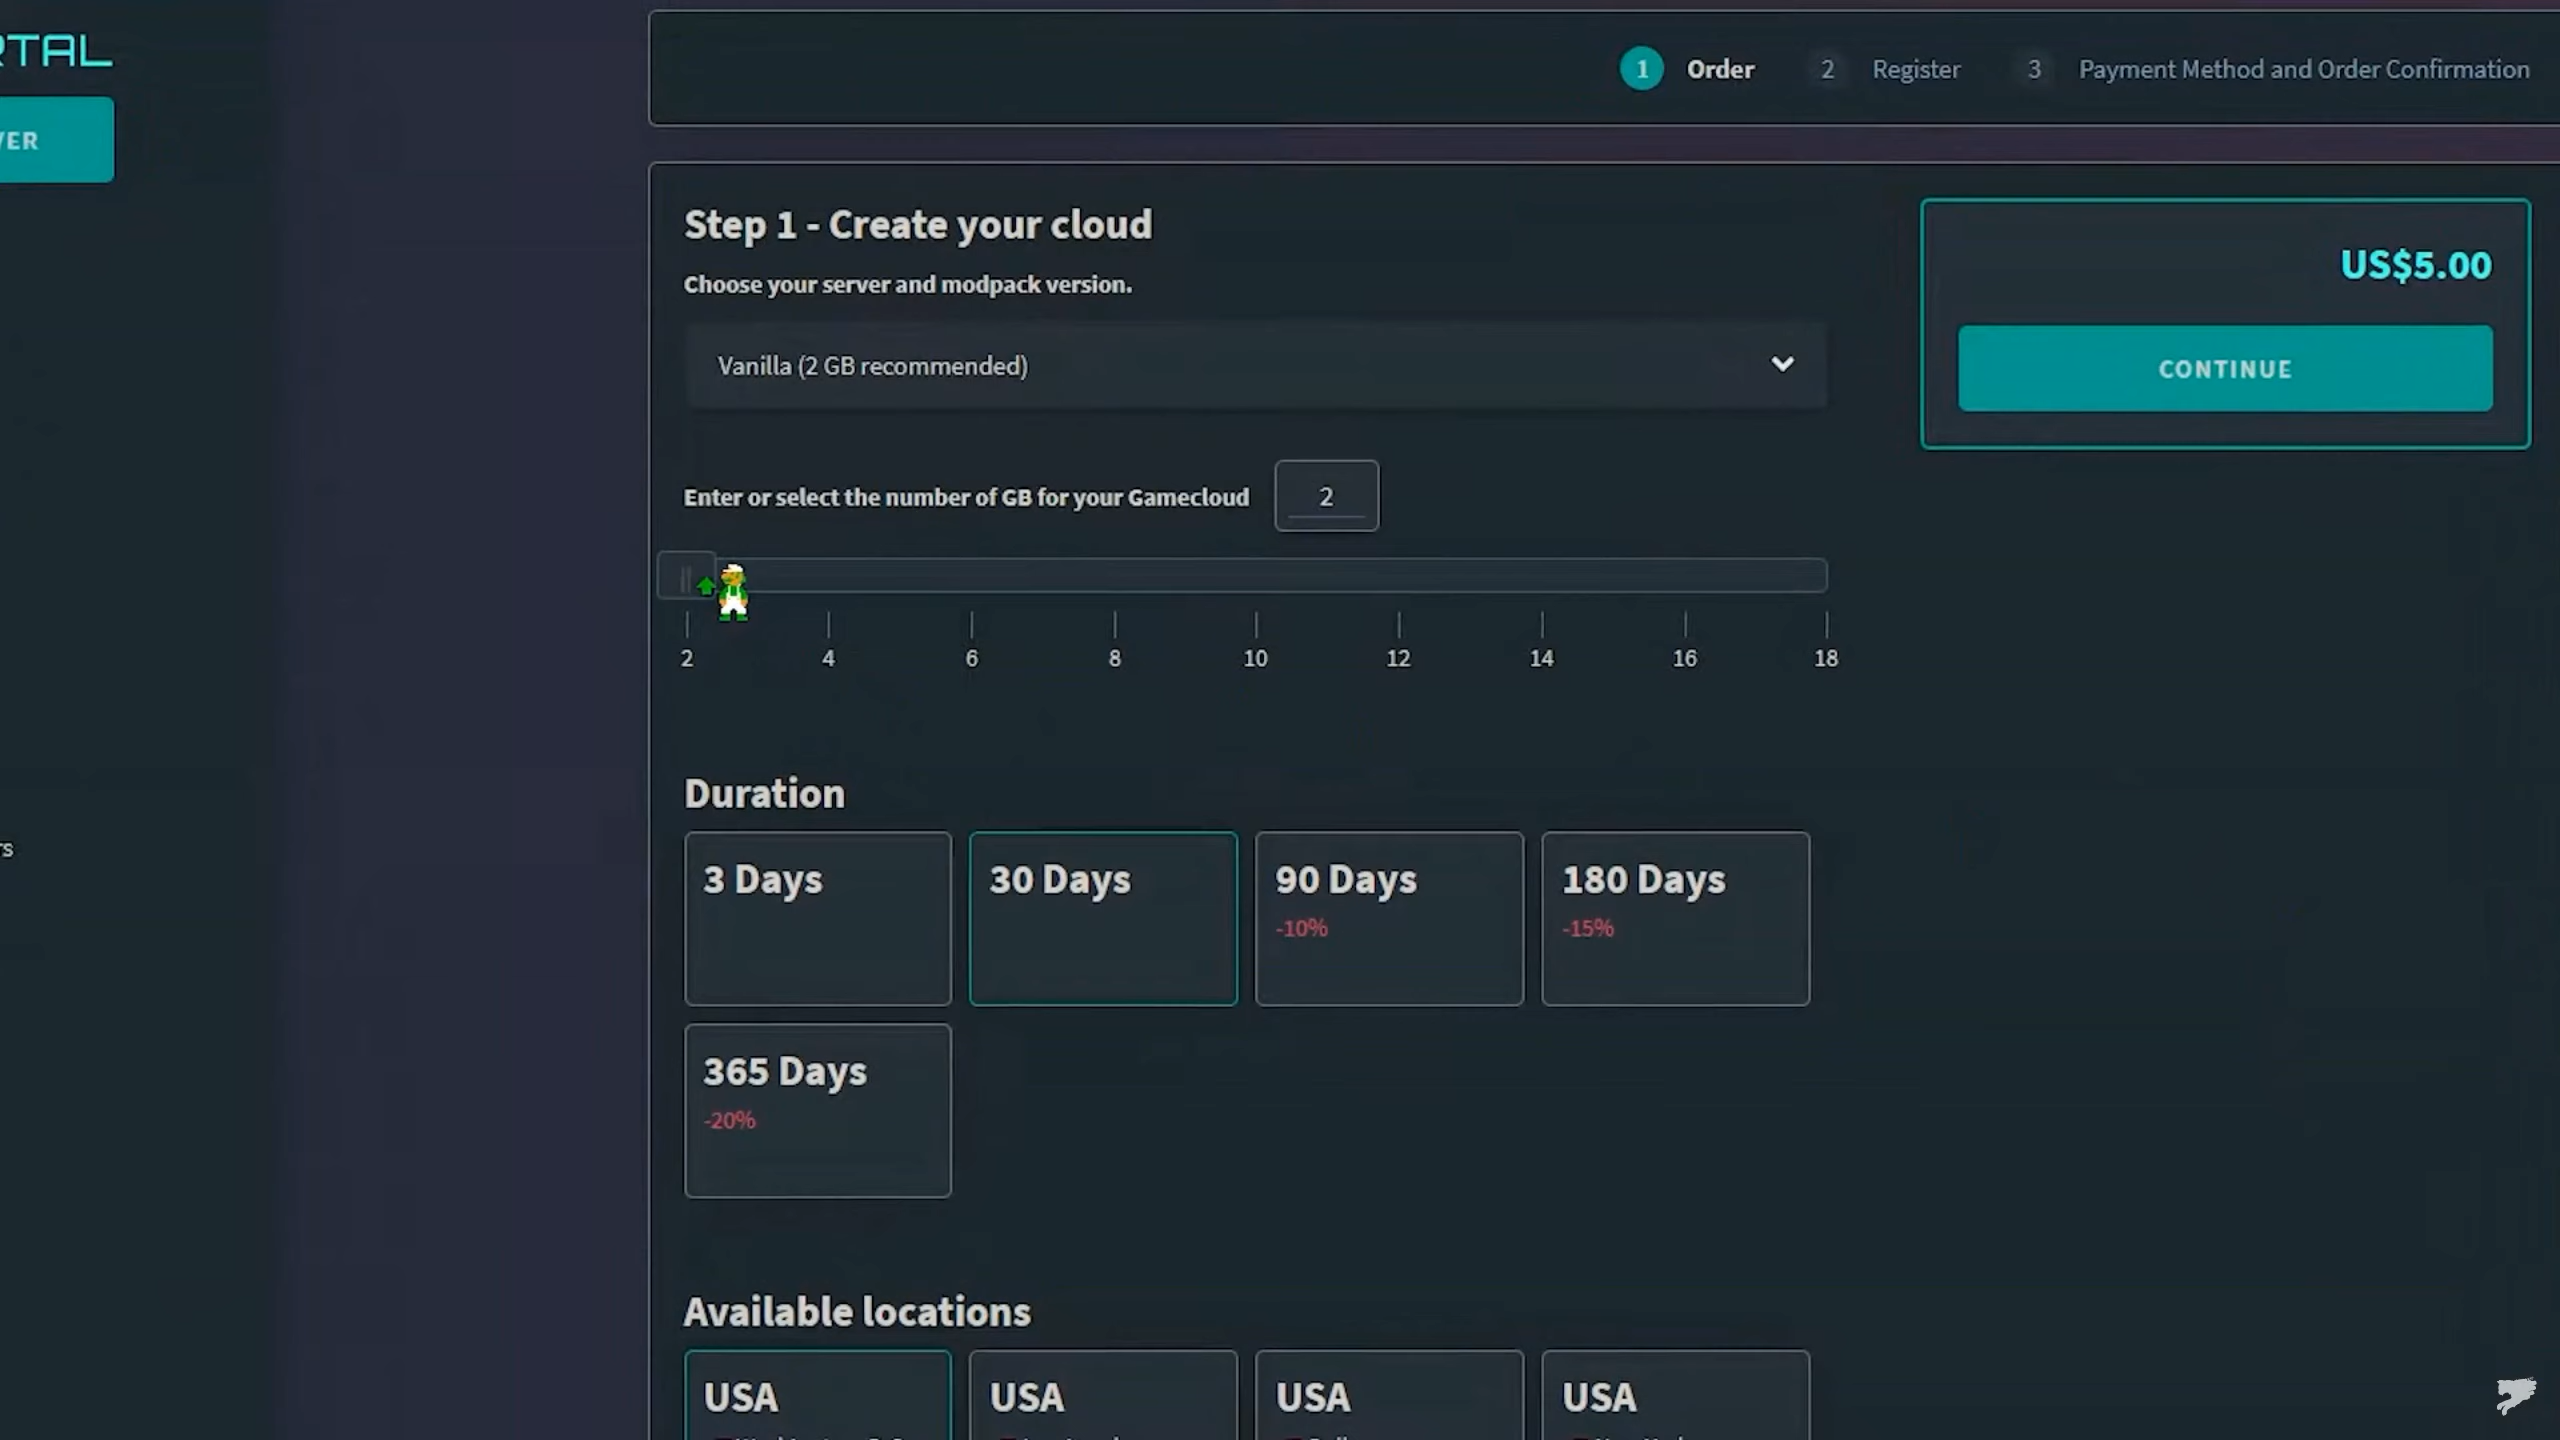 RTAL
VER
1 Order 2 Register 3 Payment Method and Order Confirmation
Step 1 - Create your cloud
Choose your server and modpack version.
Vanilla (2 GB recommended)
US$5.00
CONTINUE
Enter or select the number of GB for your Gamecloud 2
2 4 6 8 10 12 14 16 18
Duration
3 Days
30 Days
90 Days
-10%
180 Days
-15%
365 Days
-20%
rs
Available locations
USA
USA
USA
USA